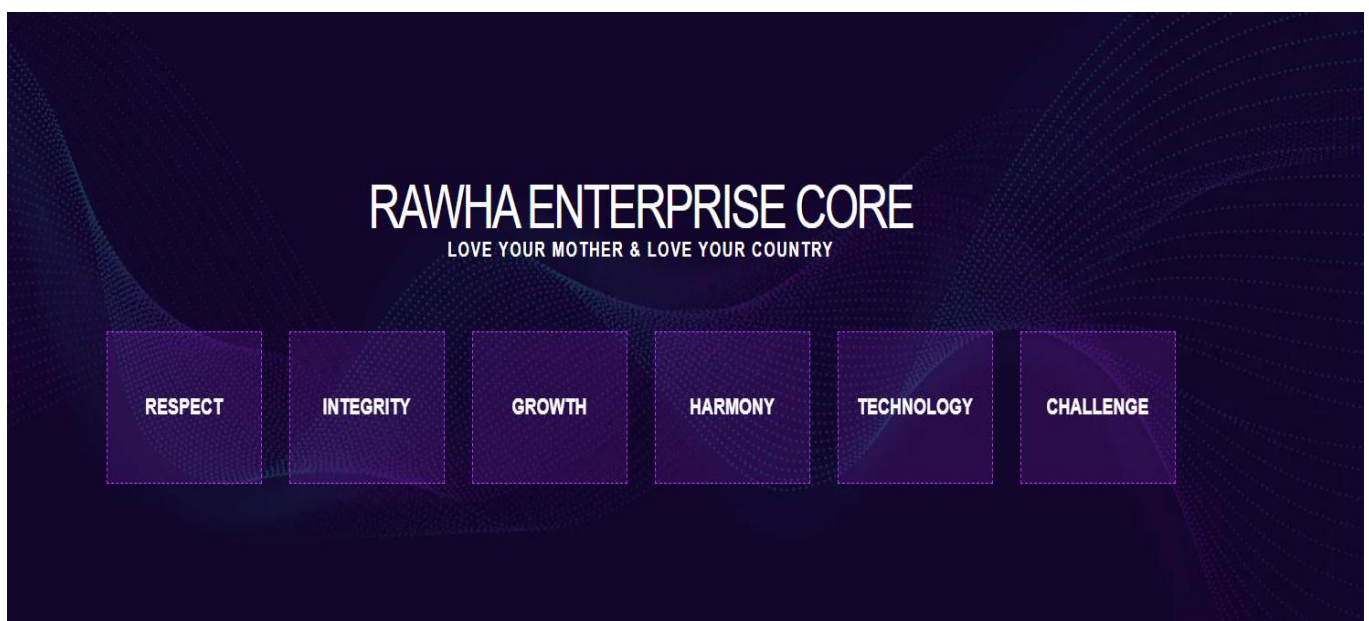 RAWHA ENTERPRISE CORE
LOVE YOUR MOTHER & LOVE YOUR COUNTRY
RESPECT
INTEGRITY
GROWTH
HARMONY
TECHNOLOGY
CHALLENGE